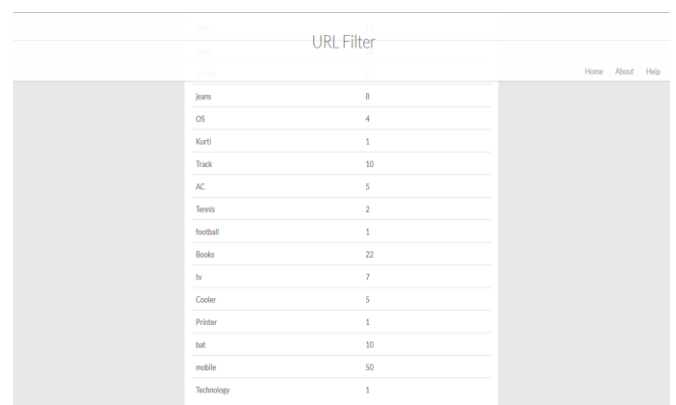 URL Filter
Home About Help
jeans 8
OS 4
Kurti 1
Track 10
AC 5
Tennis 2
football 1
Books 22
tv 7
Cooler 5
Printer 1
bat 10
mobile 50
Technology 1